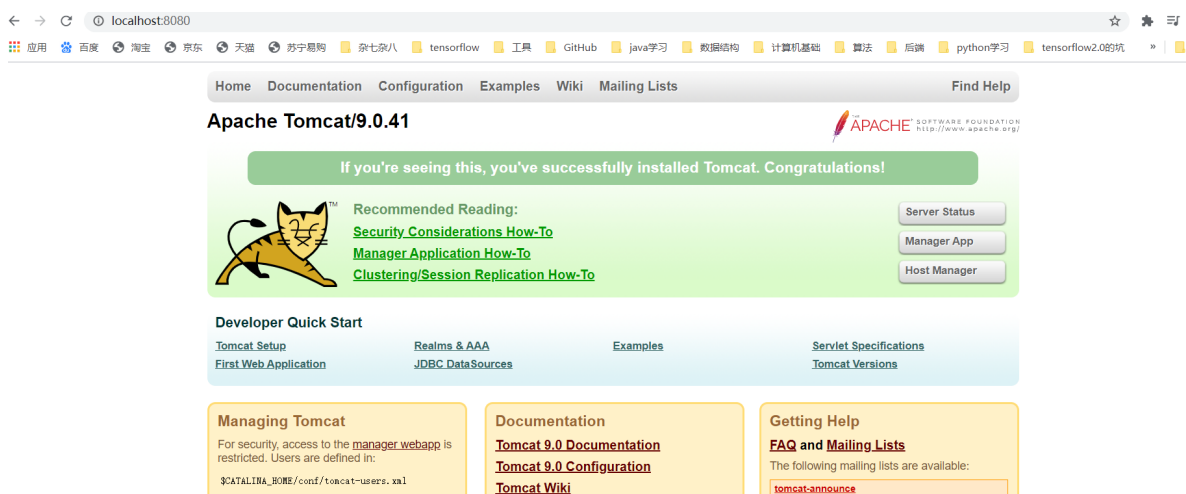 localhost:8080
应用 百度 淘宝 京东 天猫 苏宁易购 杂七杂八 tensorflow 工具 GitHub java学习 数据结构 计算机基础 算法 后端 python学习 tensorflow2.0的坑 »
Home Documentation Configuration Examples Wiki Mailing Lists Find Help
Apache Tomcat/9.0.41
APACHE SOFTWARE FOUNDATION
http://www.apache.org/
If you're seeing this, you've successfully installed Tomcat. Congratulations!
TM
Recommended Reading:
Security Considerations How-To
Manager Application How-To
Clustering/Session Replication How-To
Server Status
Manager App
Host Manager
Developer Quick Start
Tomcat Setup Realms & AAA Examples Servlet Specifications
First Web Application JDBC DataSources Tomcat Versions
Managing Tomcat
For security, access to the manager webapp is
restricted. Users are defined in:
$CATALINA_HOME/conf/tomcat-users.xml
Documentation
Tomcat 9.0 Documentation
Tomcat 9.0 Configuration
Tomcat Wiki
Getting Help
FAQ and Mailing Lists
The following mailing lists are available:
tomcat-announce